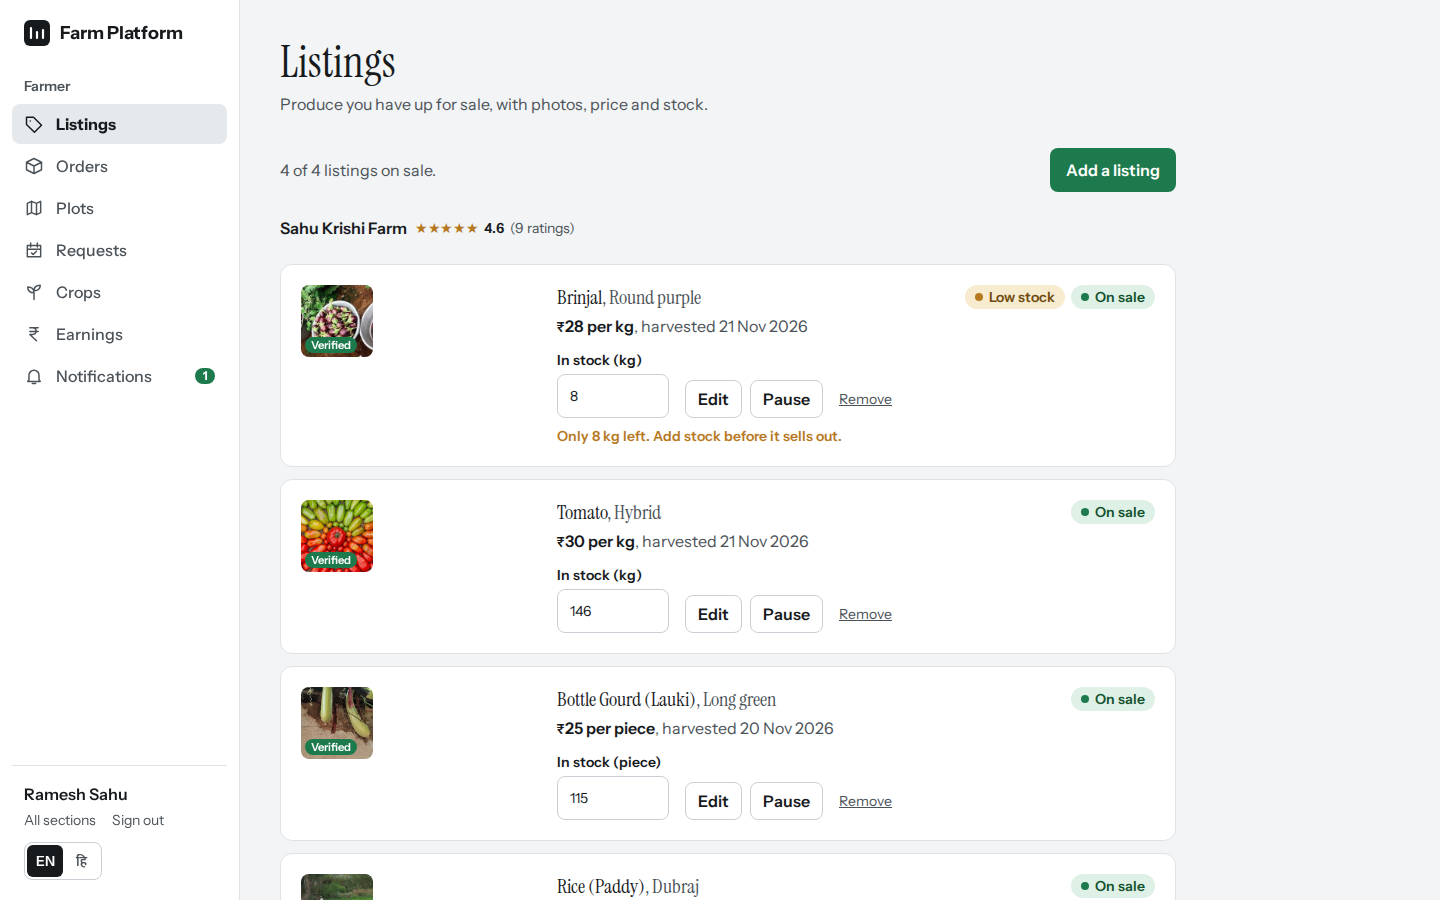 Farm Platform
Farmer
Listings
Orders
Plots
Requests
Crops
Earnings
Notifications 1
Ramesh Sahu
All sections Sign out
EN हि
Listings
Produce you have up for sale, with photos, price and stock.
4 of 4 listings on sale.
Add a listing
Sahu Krishi Farm ★★★★★ 4.6 (9 ratings)
Verified
Brinjal, Round purple
Low stock
On sale
₹28 per kg, harvested 21 Nov 2026
In stock (kg)
8 Edit Pause Remove
Only 8 kg left. Add stock before it sells out.
Verified
Tomato, Hybrid
On sale
₹30 per kg, harvested 21 Nov 2026
In stock (kg)
146 Edit Pause Remove
Verified
Bottle Gourd (Lauki), Long green
On sale
₹25 per piece, harvested 20 Nov 2026
In stock (piece)
115 Edit Pause Remove
Rice (Paddy), Dubraj
On sale